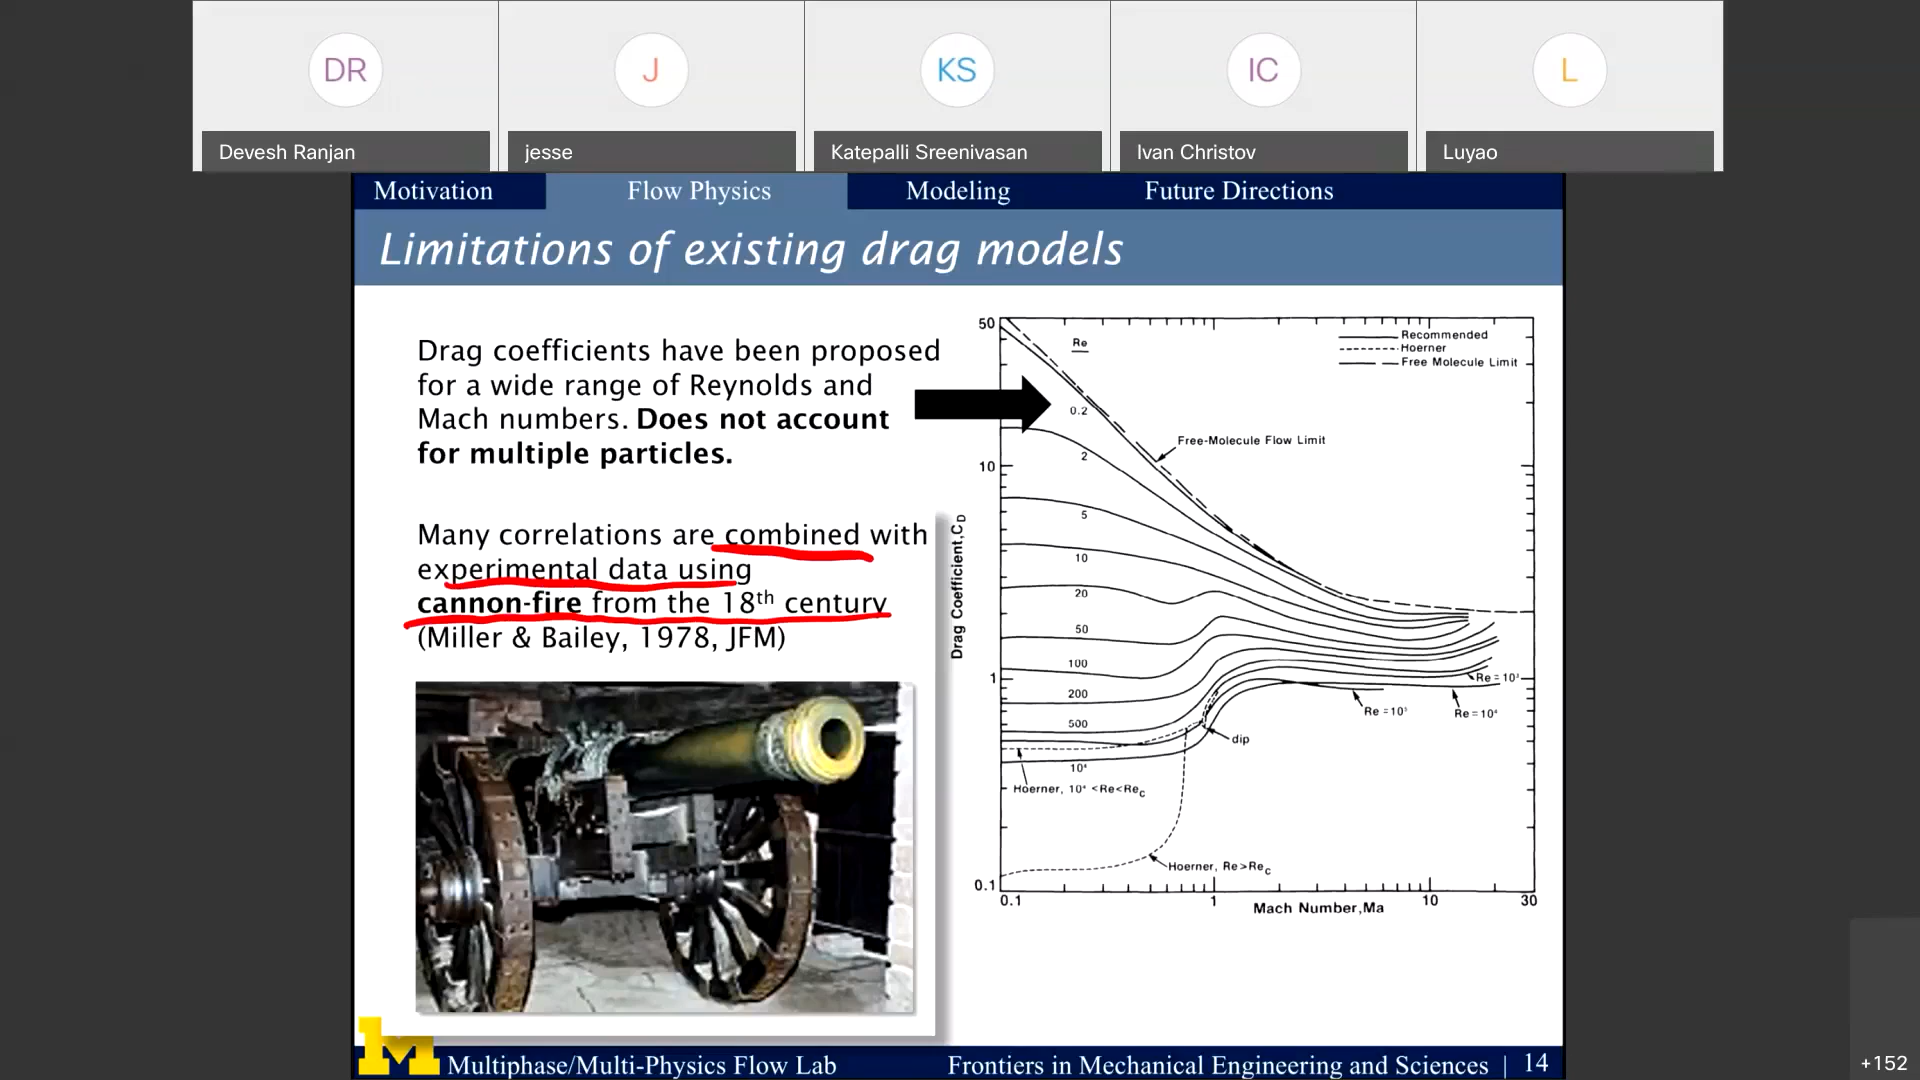 DR
J
KS
IC
L
Devesh Ranjan
jesse
Katepalli Sreenivasan
Ivan Christov
Luyao
Motivation
Flow Physics
Modeling
Future Directions
Limitations of existing drag models
Drag coefficients have been proposed
for a wide range of Reynolds and
Mach numbers. Does not account
for multiple particles.
Many correlations are combined with
experimental data using
cannon-fire from the 18th century
(Miller & Bailey, 1978, JFM)
50
Re
Recommended
Hoerner
Free Molecule Limit
0.2
Free-Molecule Flow Limit
2
10
5
10
20
50
100
1
200
500
10⁴
Re=10⁵
Re=10⁴
dip
Hoerner, 10⁴ <Re<Rec
Hoerner, Re>Rec
0.1
0.1
1
10
30
Drag Coefficient, CD
Mach Number, Ma
M
Multiphase/Multi-Physics Flow Lab
Frontiers in Mechanical Engineering and Sciences | 14
+152